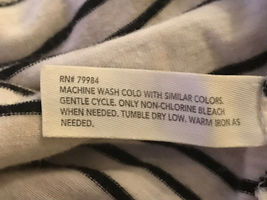 RN# 79984
MACHINE WASH COLD WITH SIMILAR COLORS.
GENTLE CYCLE. ONLY NON-CHLORINE BLEACH
WHEN NEEDED. TUMBLE DRY LOW. WARM IRON AS
NEEDED.